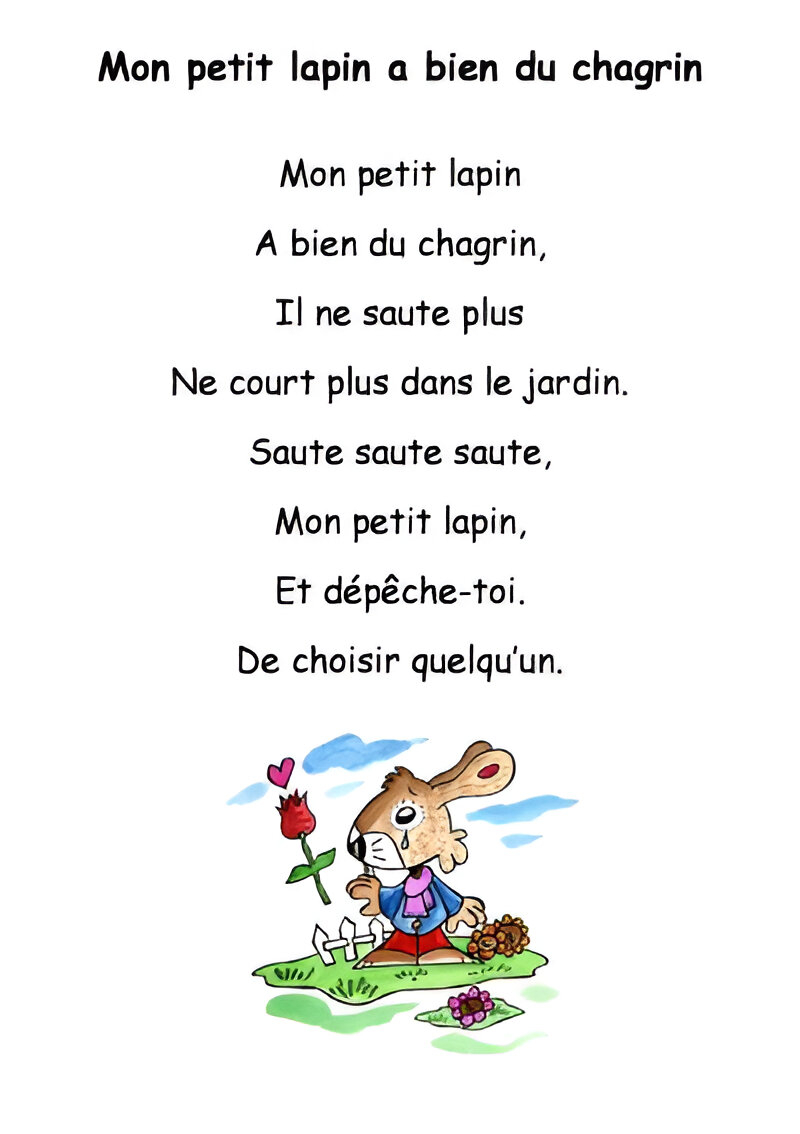 Mon petit lapin a bien du chagrin
Mon petit lapin
A bien du chagrin,
Il ne saute plus
Ne court plus dans le jardin.
Saute saute saute,
Mon petit lapin,
Et dépêche-toi.
De choisir quelqu'un.